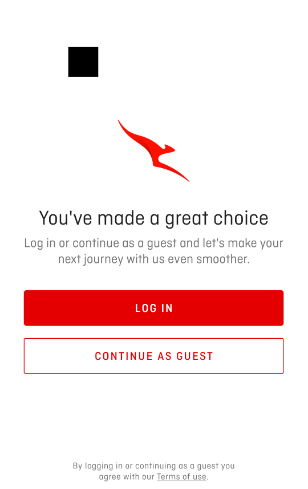 You've made a great choice
Log in or continue as a guest and let's make your
next journey with us even smoother.
LOG IN
CONTINUE AS GUEST
By logging in or continuing as a guest you
agree with our Terms of use.